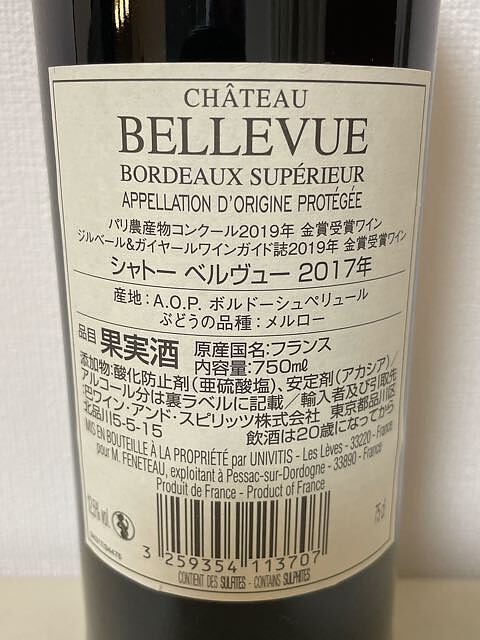 CHÂTEAU
BELLEVUE
BORDEAUX SUPÉRIEUR
APPELLATION D'ORIGINE PROTÉGÉE
パリ農産物コンクール2019年 金賞受賞ワイン
ジルベール&ガイヤールワインガイド誌2019年 金賞受賞ワイン
シャトー ベルヴュー 2017年
産地:A.O.P. ボルドーシュペリュール
ぶどうの品種:メルロー
品目 果実酒 原産国名:フランス
内容量:750mℓ
添加物:酸化防止剤(亜硫酸塩)、安定剤(アカシア)/
アルコール分は裏ラベルに記載/輸入者及び引取先
巴ワイン・アンド・スピリッツ株式会社 東京都品川区
北品川5-5-15 飲酒は20歳になってから
MIS EN BOUTEILLE À LA PROPRIÉTÉ par UNIVITIS - Les Lèves - 33220 - France
pour M. FENETEAU, exploitant à Pessac-sur-Dordogne - 33890 - France
Produit de France - Product of France
13.5% vol.
75 cl
3 259354 113707
CONTIENT DES SULFITES - CONTAINS SULPHITES